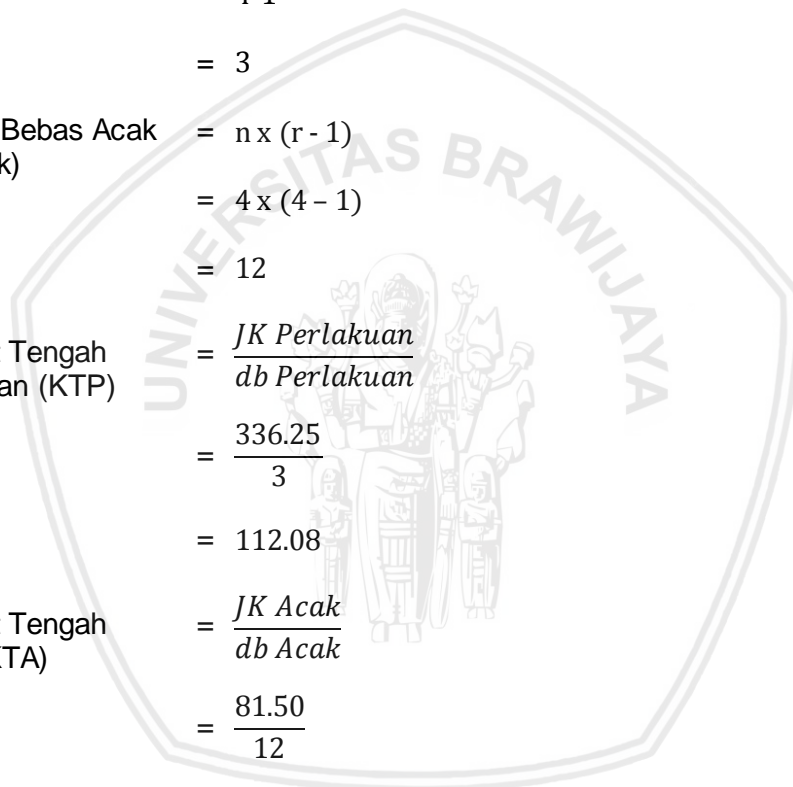 = 3
Bebas Acak = n x (r - 1)
k)
= 4 x (4 – 1)
= 12
Tengah = JK Perlakuan
an (KTP) db Perlakuan
= 336.25
3
= 112.08
Tengah = JK Acak
KTA) db Acak
= 81.50
12
UNIVERSITAS BRAWIJAYA